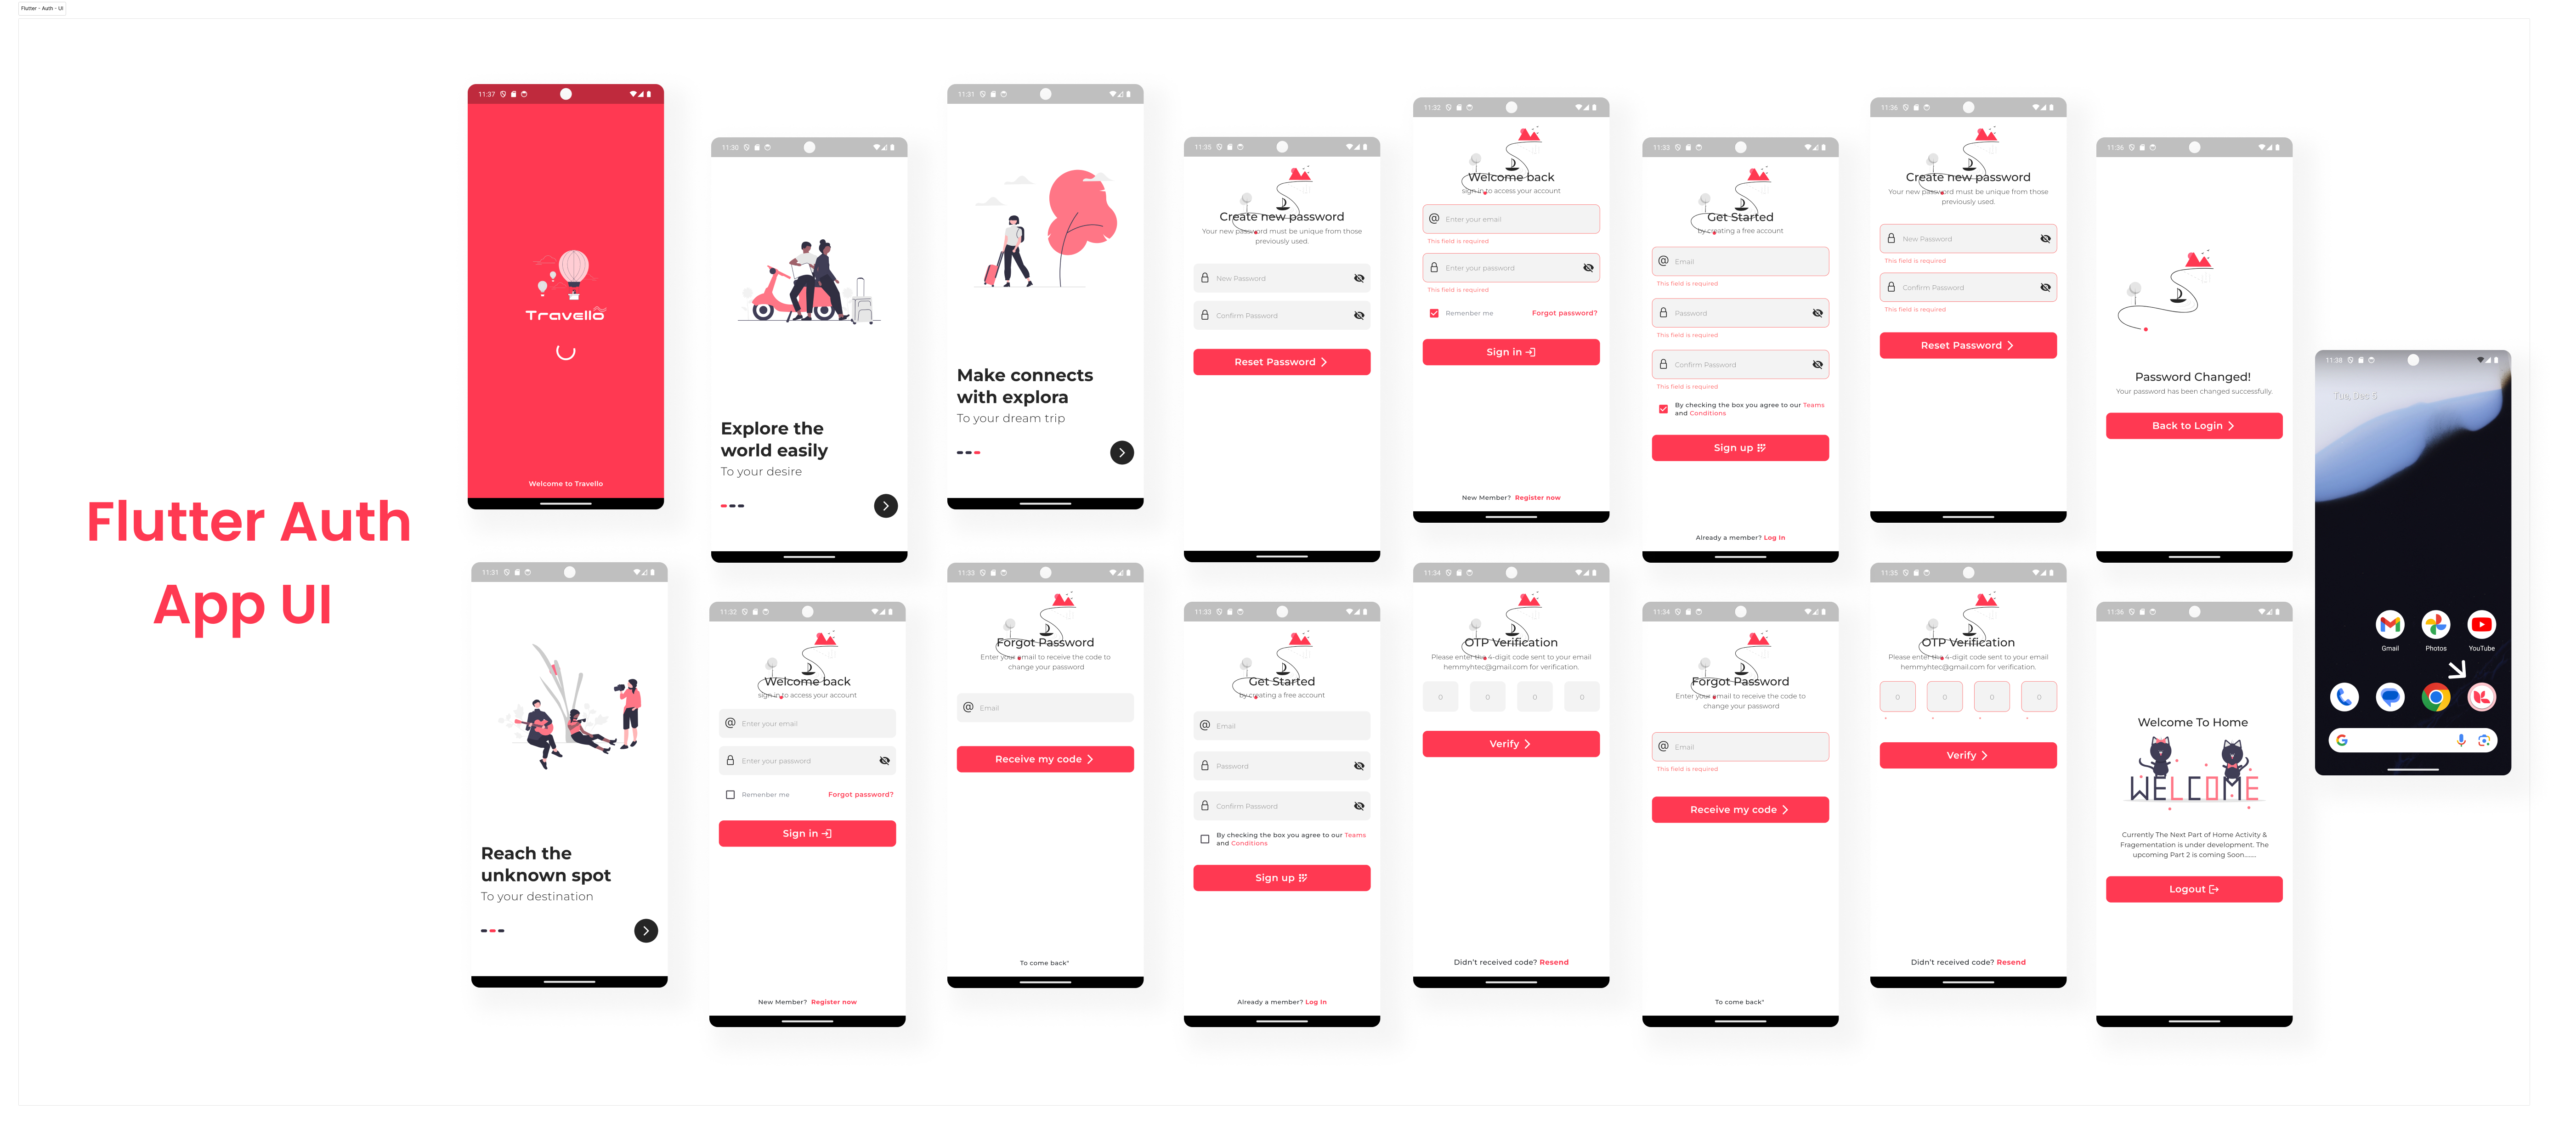 Flutter - Auth - UI
Flutter Auth
App UI
11:37
Travello
Welcome to Travello
11:30
Explore the
world easily
To your desire
11:31
Make connects
with explora
To your dream trip
11:35
Create new password
Your new password must be unique from those
previously used.
New Password
Confirm Password
Reset Password
11:32
Welcome back
sign in to access your account
Enter your email
This field is required
Enter your password
This field is required
Remenber me
Forgot password?
Sign in
New Member? Register now
11:33
Get Started
by creating a free account
Email
This field is required
Password
This field is required
Confirm Password
This field is required
By checking the box you agree to our Teams
and Conditions
Sign up
Already a member? Log In
11:36
Create new password
Your new password must be unique from those
previously used.
New Password
This field is required
Confirm Password
This field is required
Reset Password
11:36
Password Changed!
Your password has been changed successfully.
Back to Login
11:38
Tue, Dec 5
Gmail
Photos
YouTube
11:31
Reach the
unknown spot
To your destination
11:32
Welcome back
sign in to access your account
Enter your email
Enter your password
Remenber me
Forgot password?
Sign in
New Member? Register now
11:33
Forgot Password
Enter your email to receive the code to
change your password
Email
Receive my code
To come back"
11:33
Get Started
by creating a free account
Email
Password
Confirm Password
By checking the box you agree to our Teams
and Conditions
Sign up
Already a member? Log In
11:34
OTP Verification
Please enter the 4-digit code sent to your email
hemmyhtec@gmail.com for verification.
0 0 0 0
Verify
Didn't received code? Resend
11:34
Forgot Password
Enter your email to receive the code to
change your password
Email
This field is required
Receive my code
To come back"
11:35
OTP Verification
Please enter the 4-digit code sent to your email
hemmyhtec@gmail.com for verification.
0 0 0 0
Verify
Didn't received code? Resend
11:36
Welcome To Home
WELCOME
Currently The Next Part of Home Activity &
Fragementation is under development. The
upcoming Part 2 is coming Soon.......
Logout